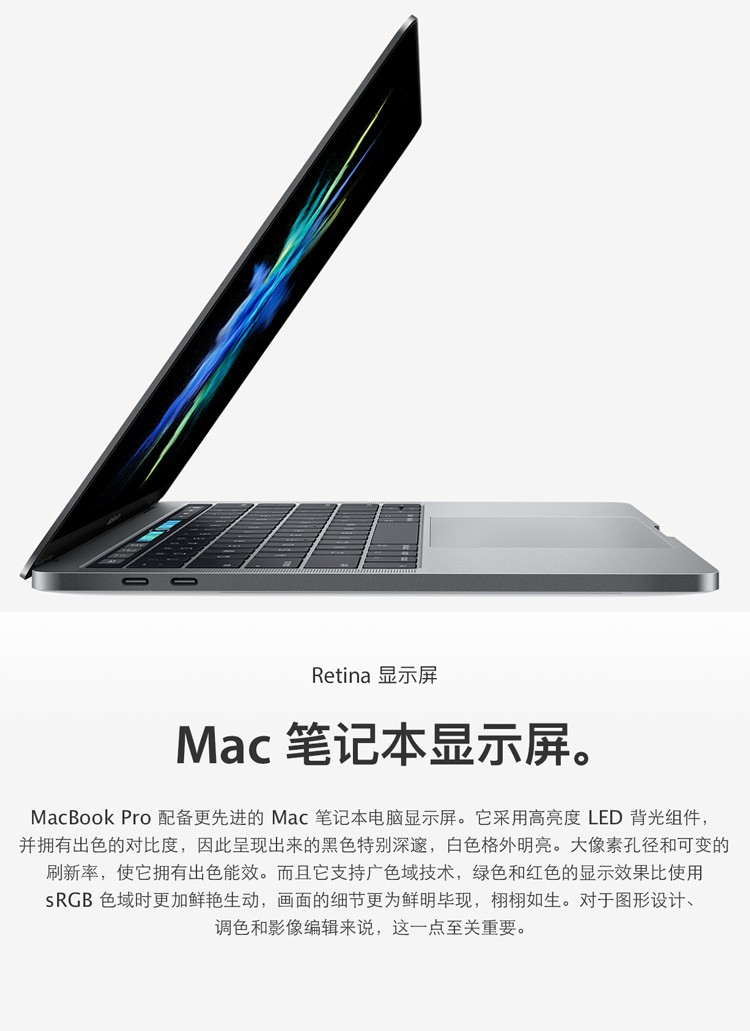 Retina 显示屏
Mac 笔记本显示屏。
MacBook Pro 配备更先进的 Mac 笔记本电脑显示屏。它采用高亮度 LED 背光组件，
并拥有出色的对比度，因此呈现出来的黑色特别深邃，白色格外明亮。大像素孔径和可变的
刷新率，使它拥有出色能效。而且它支持广色域技术，绿色和红色的显示效果比使用
sRGB 色域时更加鲜艳生动，画面的细节更为鲜明毕现，栩栩如生。对于图形设计、
调色和影像编辑来说，这一点至关重要。